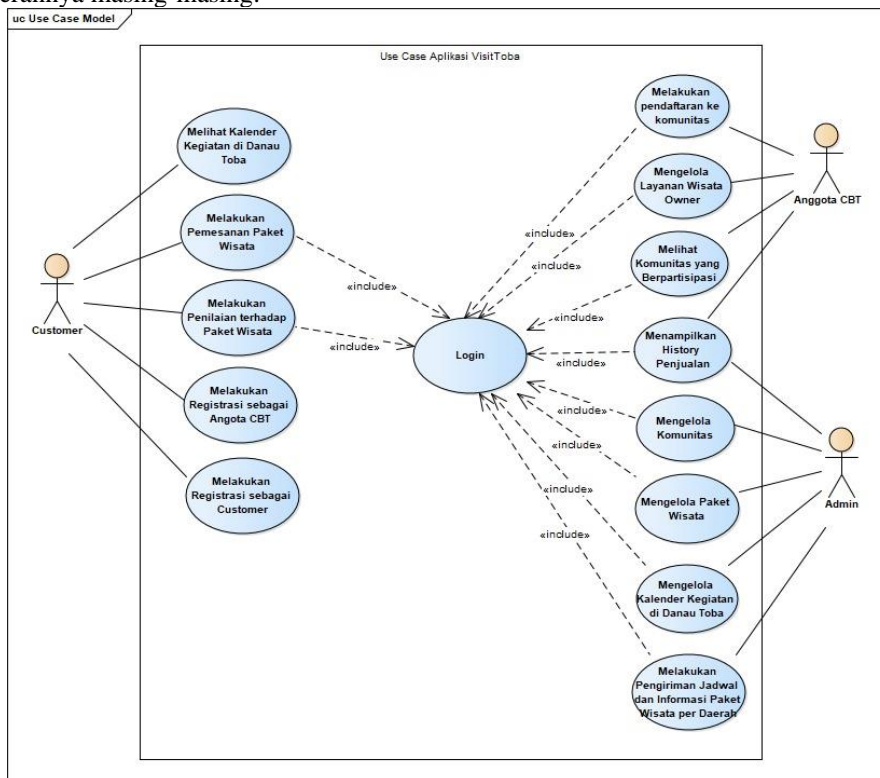 masing-masing.
uc Use Case Model
Use Case Aplikasi VisitToba
Melihat Kalender
Kegiatan di Danau
Toba
Melakukan
Pemesanan Paket
Wisata
Melakukan
Penilaian terhadap
Paket Wisata
Melakukan
Registrasi sebagai
Angota CBT
Melakukan
Registrasi sebagai
Customer
Customer
«include»
«include»
Login
«include»
«include»
«include»
«include»
«include»
«include»
«include»
«include»
Melakukan
pendaftaran ke
komunitas
Mengelola
Layanan Wisata
Owner
Melihat
Komunitas yang
Berpartisipasi
Menampilkan
History
Penjualan
Mengelola
Komunitas
Mengelola Paket
Wisata
Mengelola
Kalender Kegiatan
di Danau Toba
Melakukan
Pengiriman Jadwal
dan Informasi Paket
Wisata per Daerah
Anggota CBT
Admin